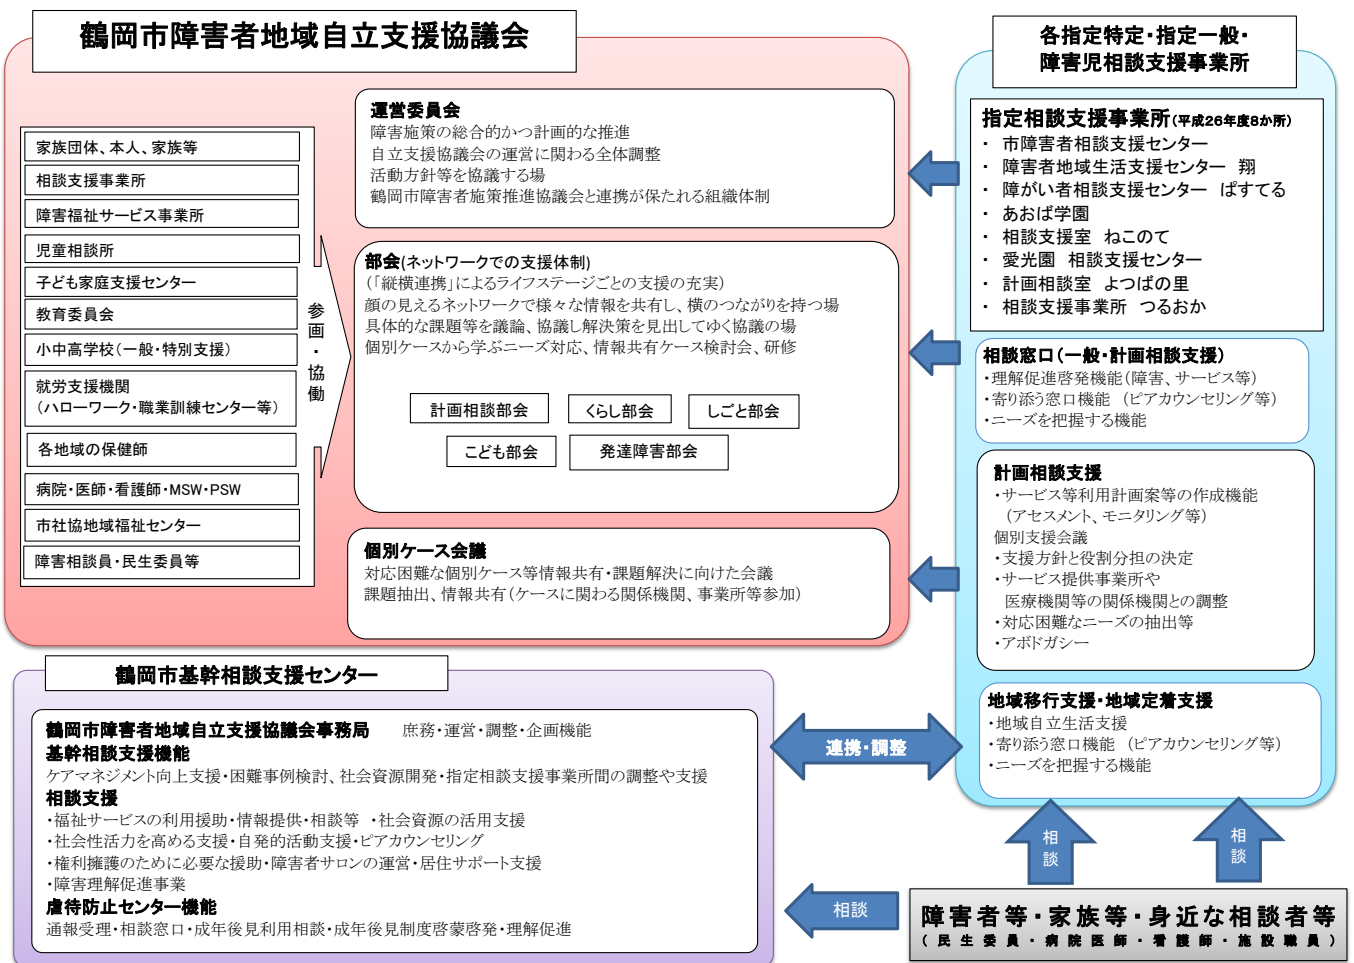 鶴岡市障害者地域自立支援協議会
家族団体、本人、家族等
相談支援事業所
障害福祉サービス事業所
児童相談所
子ども家庭支援センター
教育委員会
小中高学校(一般・特別支援)
就労支援機関
(ハローワーク・職業訓練センター等)
各地域の保健師
病院・医師・看護師・MSW・PSW
市社協地域福祉センター
障害相談員・民生委員等
参画・協働
運営委員会
障害施策の総合的かつ計画的な推進
自立支援協議会の運営に関わる全体調整
活動方針等を協議する場
鶴岡市障害者施策推進協議会と連携が保たれる組織体制
部会(ネットワークでの支援体制)
(「縦横連携」によるライフステージごとの支援の充実)
顔の見えるネットワークで様々な情報を共有し、横のつながりを持つ場
具体的な課題等を議論、協議し解決策を見出してゆく協議の場
個別ケースから学ぶニーズ対応、情報共有ケース検討会、研修
計画相談部会
くらし部会
しごと部会
こども部会
発達障害部会
個別ケース会議
対応困難な個別ケース等情報共有・課題解決に向けた会議
課題抽出、情報共有(ケースに関わる関係機関、事業所等参加)
各指定特定・指定一般・
障害児相談支援事業所
指定相談支援事業所(平成26年度8か所)
・ 市障害者相談支援センター
・ 障害者地域生活支援センター 翔
・ 障がい者相談支援センター ぱすてる
・ あおば学園
・ 相談支援室 ねこのて
・ 愛光園 相談支援センター
・ 計画相談室 よつばの里
・ 相談支援事業所 つるおか
相談窓口(一般・計画相談支援)
・理解促進啓発機能(障害、サービス等)
・寄り添う窓口機能 (ピアカウンセリング等)
・ニーズを把握する機能
計画相談支援
・サービス等利用計画案等の作成機能
(アセスメント、モニタリング等)
個別支援会議
・支援方針と役割分担の決定
・サービス提供事業所や
医療機関等の関係機関との調整
・対応困難なニーズの抽出等
・アボドガシー
地域移行支援・地域定着支援
・地域自立生活支援
・寄り添う窓口機能 (ピアカウンセリング等)
・ニーズを把握する機能
鶴岡市基幹相談支援センター
鶴岡市障害者地域自立支援協議会事務局 庶務・運営・調整・企画機能
基幹相談支援機能
ケアマネジメント向上支援・困難事例検討、社会資源開発・指定相談支援事業所間の調整や支援
相談支援
・福祉サービスの利用援助・情報提供・相談等 ・社会資源の活用支援
・社会性活力を高める支援・自発的活動支援・ピアカウンセリング
・権利擁護のために必要な援助・障害者サロンの運営・居住サポート支援
・障害理解促進事業
虐待防止センター機能
通報受理・相談窓口・成年後見利用相談・成年後見制度啓蒙啓発・理解促進
連携・調整
相談
相談
相談
障害者等・家族等・身近な相談者等
(民生委員・病院医師・看護師・施設職員)